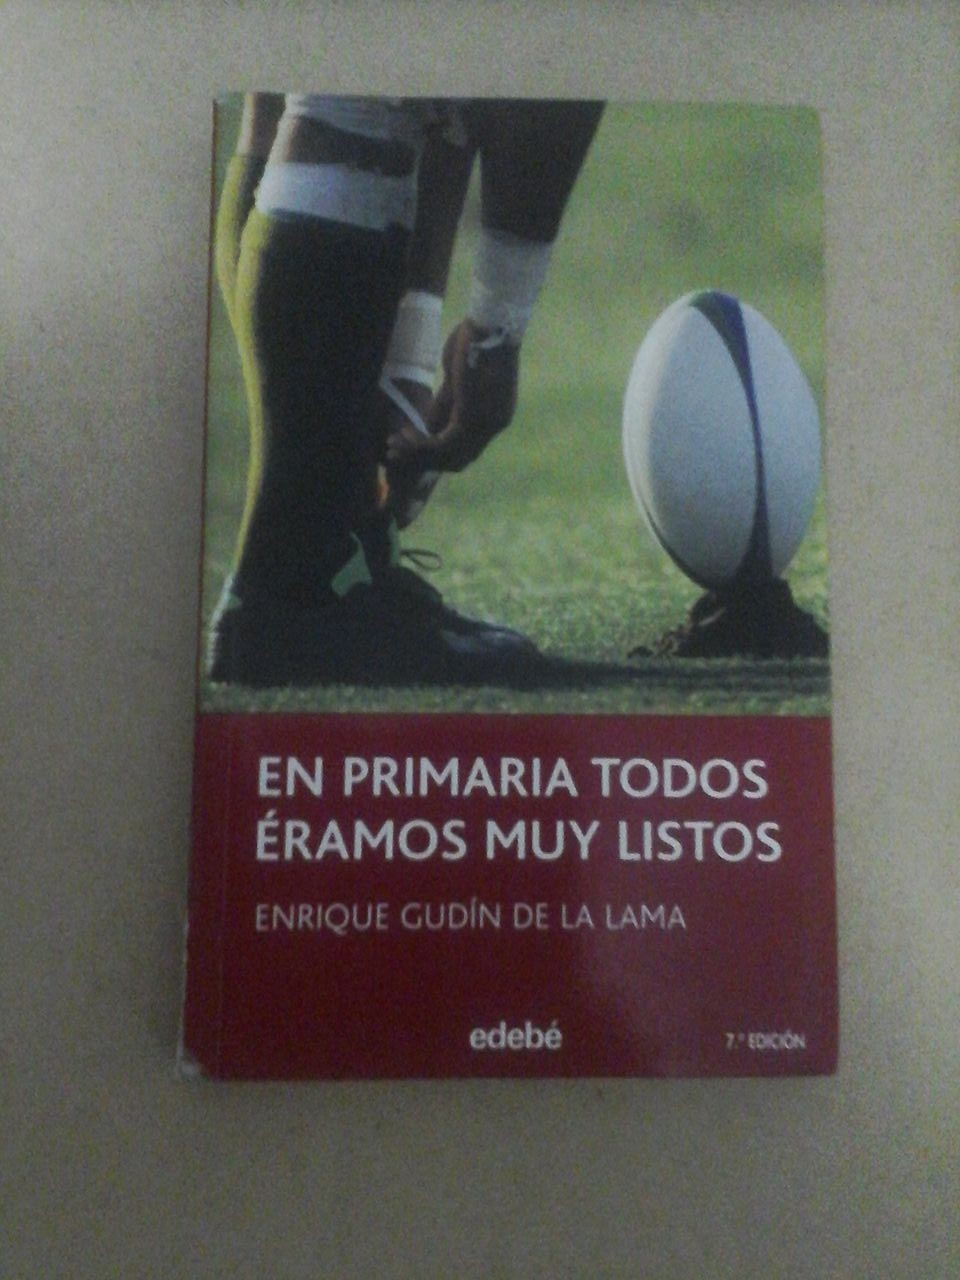 EN PRIMARIA TODOS
ÉRAMOS MUY LISTOS
ENRIQUE GUDÍN DE LA LAMA
edebé
7.ª EDICIÓN